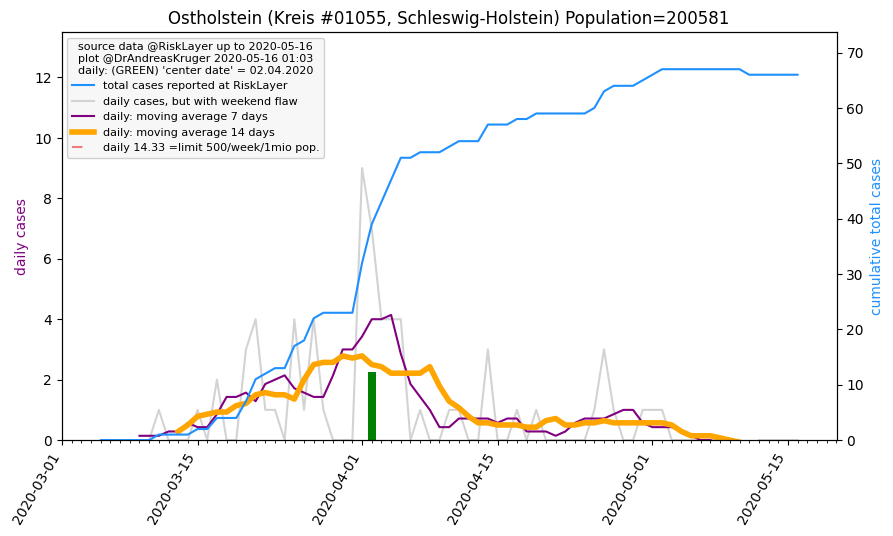 Ostholstein (Kreis #01055, Schleswig-Holstein) Population=200581
source data @RiskLayer up to 2020-05-16
plot @DrAndreasKruger 2020-05-16 01:03
daily: (GREEN) 'center date' = 02.04.2020
total cases reported at RiskLayer
daily cases, but with weekend flaw
daily: moving average 7 days
daily: moving average 14 days
daily 14.33 =limit 500/week/1mio pop.
daily cases
12
10
8
6
4
2
0
70
60
50
40
30
20
10
0
cumulative total cases
2020-03-01
2020-03-15
2020-04-01
2020-04-15
2020-05-01
2020-05-15